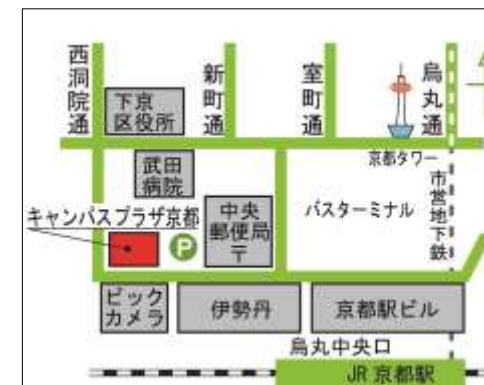 西洞院通
新町通
室町通
烏丸通
下京
区役所
京都タワー
武田
病院
市営地下鉄
キャンパスプラザ京都
P
中央
郵便局
〒
バスターミナル
ビック
カメラ
伊勢丹
京都駅ビル
烏丸中央口
JR 京都駅